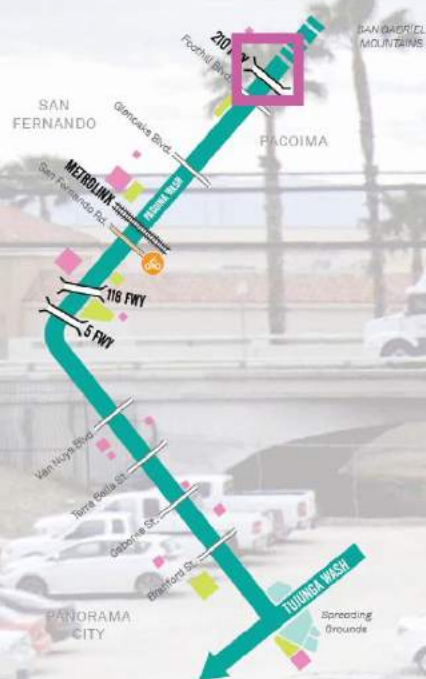 SAN GABRIEL
MOUNTAINS
210 FWY
Foothill Blvd.
SAN
FERNANDO
Glenoaks Blvd.
PACOIMA
PACOIMA WASH
METROLINK
San Fernando Rd.
118 FWY
5 FWY
Van Nuys Blvd.
Terra Bella St.
Osborne St.
Branford St.
TUJUNGA WASH
PANORAMA
CITY
Spreading
Grounds